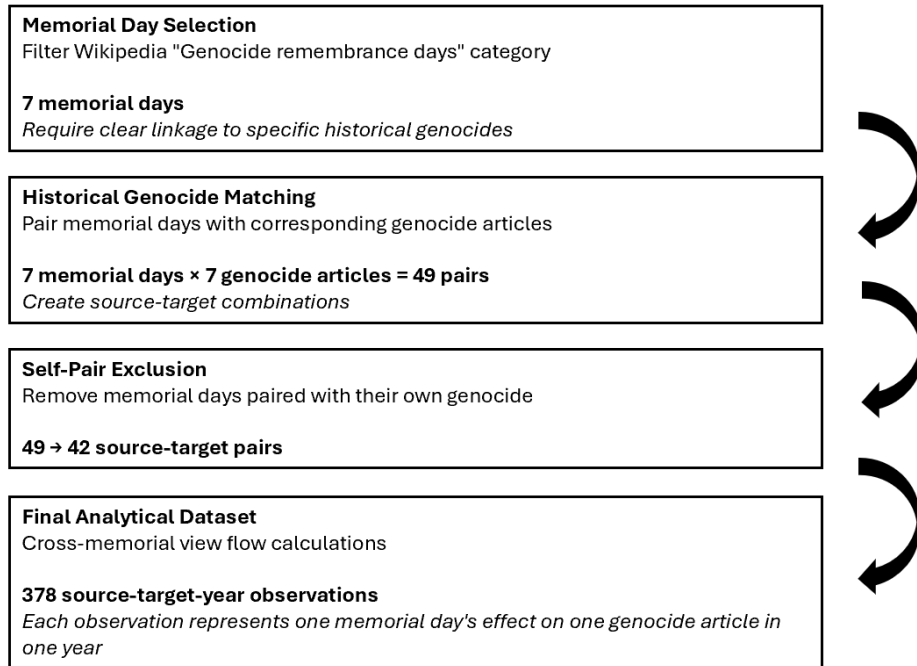 Memorial Day Selection
Filter Wikipedia "Genocide remembrance days" category
7 memorial days
Require clear linkage to specific historical genocides
Historical Genocide Matching
Pair memorial days with corresponding genocide articles
7 memorial days × 7 genocide articles = 49 pairs
Create source-target combinations
Self-Pair Exclusion
Remove memorial days paired with their own genocide
49 → 42 source-target pairs
Final Analytical Dataset
Cross-memorial view flow calculations
378 source-target-year observations
Each observation represents one memorial day's effect on one genocide article in
one year